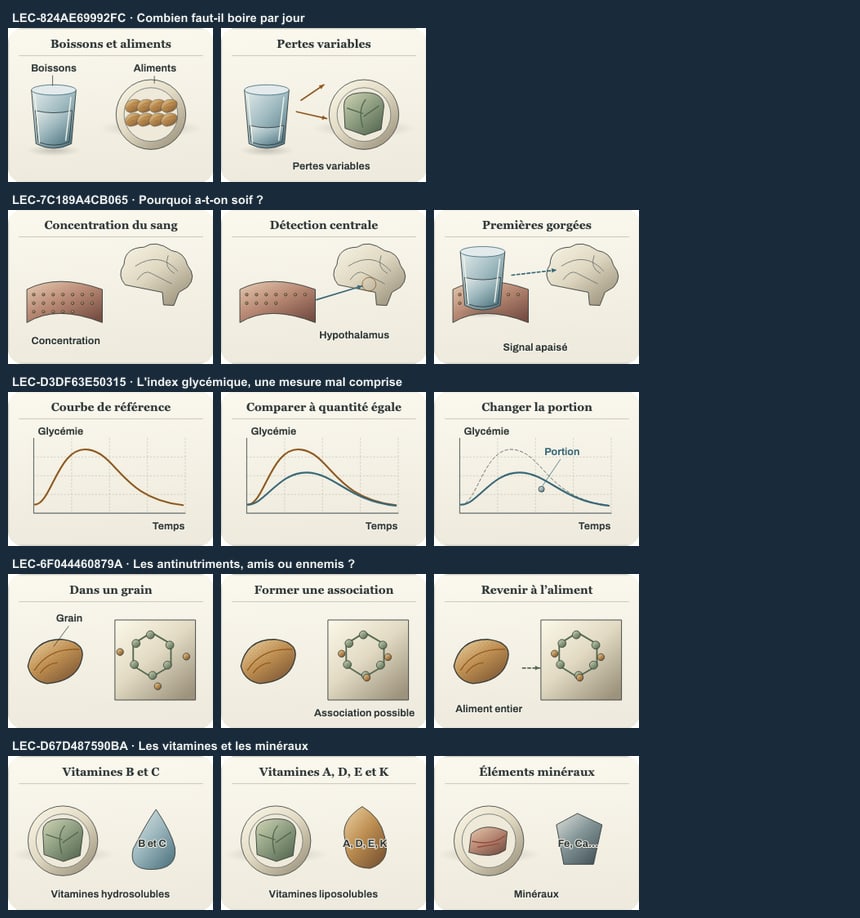 LEC-824AE69992FC · Combien faut-il boire par jour
Boissons et aliments
Boissons
Aliments
Pertes variables
Pertes variables
LEC-7C189A4CB065 · Pourquoi a-t-on soif ?
Concentration du sang
Concentration
Détection centrale
Hypothalamus
Premières gorgées
Signal apaisé
LEC-D3DF63E50315 · L'index glycémique, une mesure mal comprise
Courbe de référence
Glycémie
Temps
Comparer à quantité égale
Glycémie
Temps
Changer la portion
Glycémie
Portion
Temps
LEC-6F044460879A · Les antinutriments, amis ou ennemis ?
Dans un grain
Grain
Former une association
Association possible
Revenir à l'aliment
Aliment entier
LEC-D67D487590BA · Les vitamines et les minéraux
Vitamines B et C
B et C
Vitamines hydrosolubles
Vitamines A, D, E et K
A, D, E, K
Vitamines liposolubles
Éléments minéraux
Fe, Ca…
Minéraux